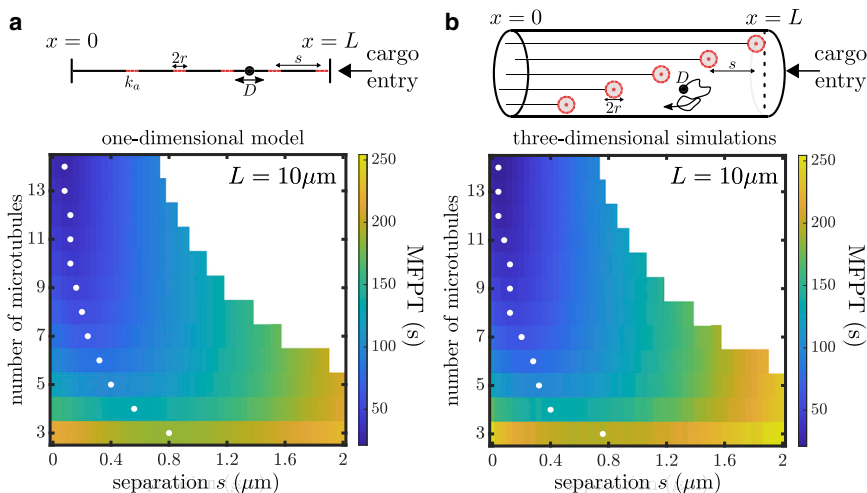 a
x = 0
x = L
2r
s
k_a
D
cargo
entry
one-dimensional model
L = 10μm
number of microtubules
13
11
9
7
5
3
0
0.4
0.8
1.2
1.6
2
separation s (μm)
250
200
150
100
50
MFPT (s)
b
x = 0
x = L
D
s
2r
cargo
entry
three-dimensional simulations
L = 10μm
number of microtubules
13
11
9
7
5
3
0
0.4
0.8
1.2
1.6
2
separation s (μm)
250
200
150
100
50
MFPT (s)